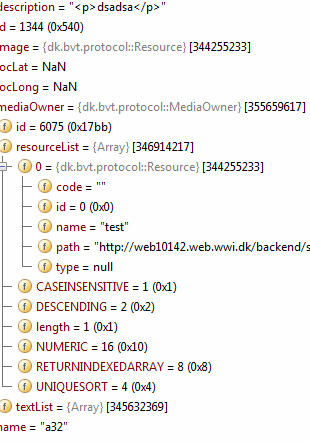 description = "<p>dsadsa</p>"
id = 1344 (0x540)
image = {dk.bvt.protocol::Resource} [344255233]
ocLat = NaN
ocLong = NaN
mediaOwner = {dk.bvt.protocol::MediaOwner} [355659617]
f id = 6075 (0x17bb)
f resourceList = {Array} [346914217]
f 0 = {dk.bvt.protocol::Resource} [344255233]
f code = ""
f id = 0 (0x0)
f name = "test"
f path = "http://web10142.web.wwi.dk/backend/s
f type = null
f CASEINSENSITIVE = 1 (0x1)
f DESCENDING = 2 (0x2)
f length = 1 (0x1)
f NUMERIC = 16 (0x10)
f RETURNINDEXEDARRAY = 8 (0x8)
f UNIQUESORT = 4 (0x4)
f textList = {Array} [345632369]
name = "a32"